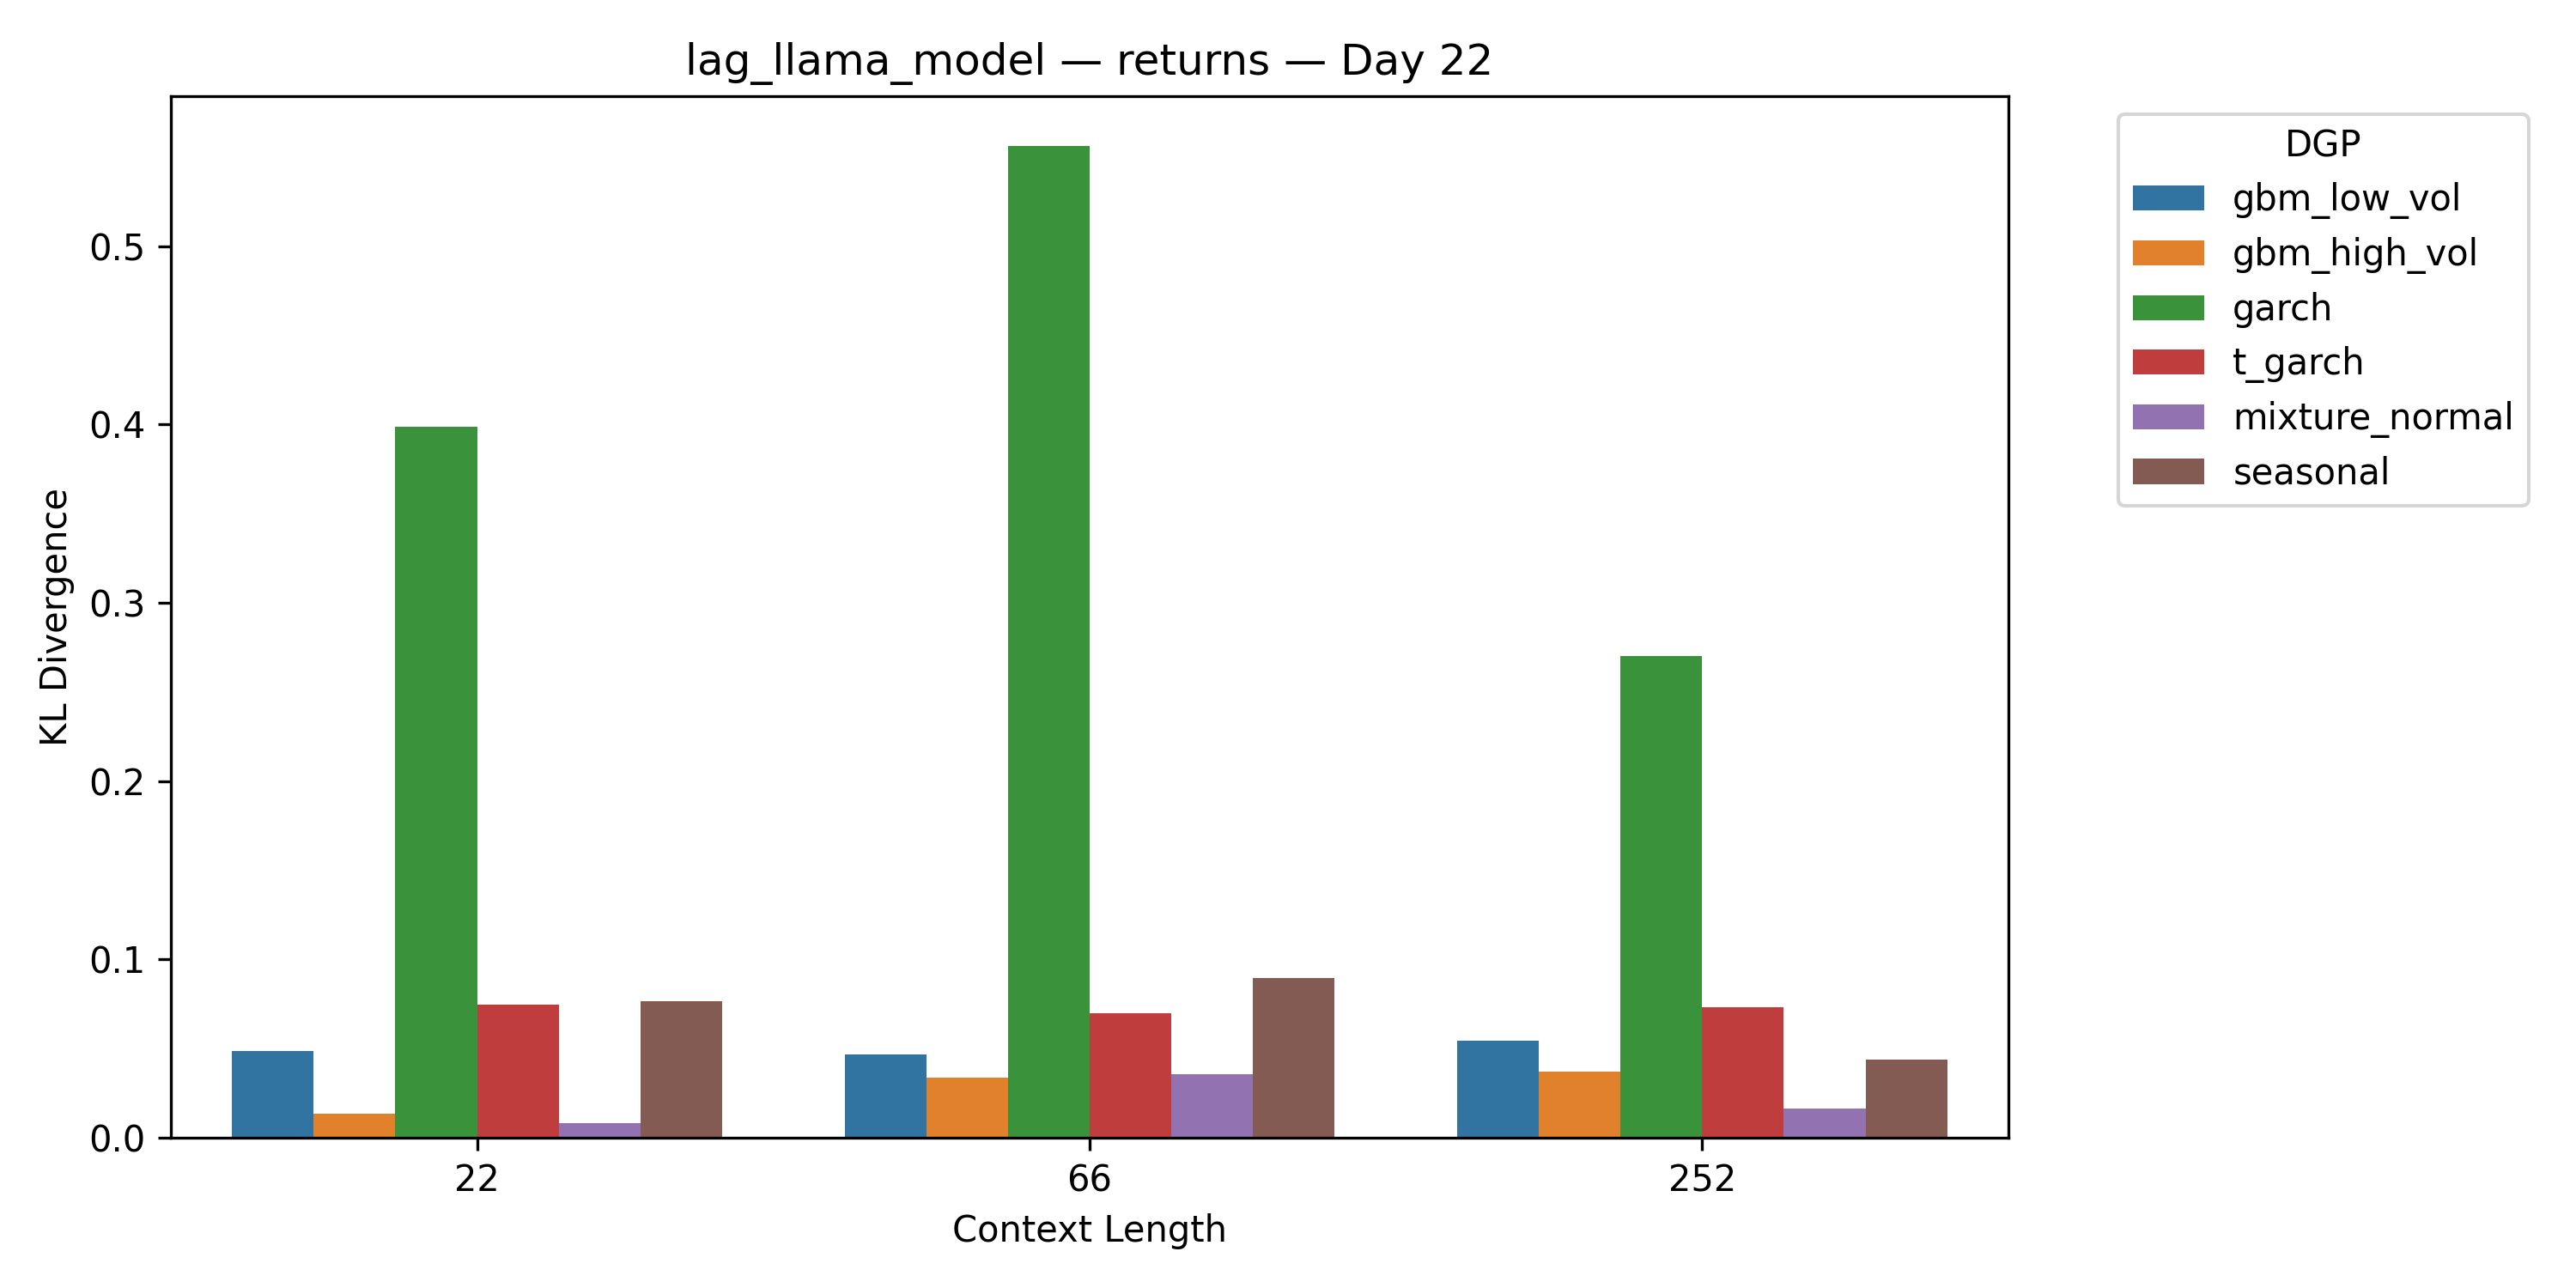 lag_llama_model — returns — Day 22
KL Divergence
0.5
0.4
0.3
0.2
0.1
0.0
22
66
252
Context Length
DGP
gbm_low_vol
gbm_high_vol
garch
t_garch
mixture_normal
seasonal